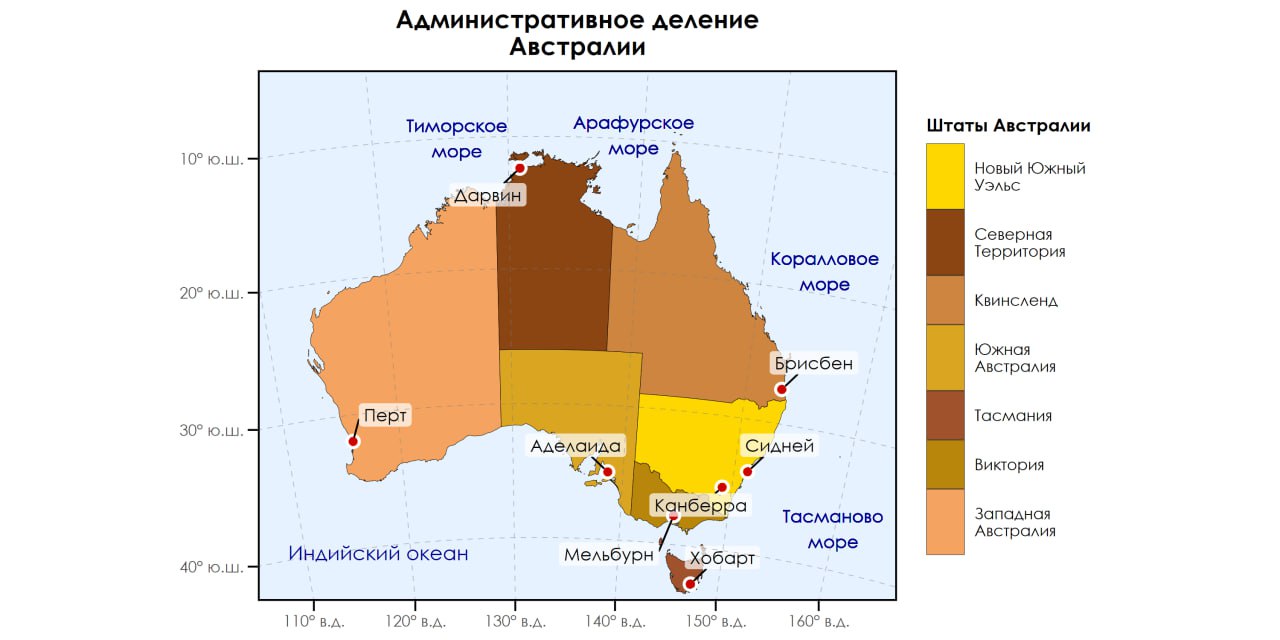 Административное деление
Австралии
Тиморское
море
Арафурское
море
10° ю.ш.
Дарвин
Коралловое
море
20° ю.ш.
Брисбен
Перт
30° ю.ш.
Аделаида
Сидней
Канберра
Тасманово
море
Индийский океан
Мельбурн
Хобарт
40° ю.ш.
110° в.д.
120° в.д.
130° в.д.
140° в.д.
150° в.д.
160° в.д.
Штаты Австралии
Новый Южный
Уэльс
Северная
Территория
Квинсленд
Южная
Австралия
Тасмания
Виктория
Западная
Австралия